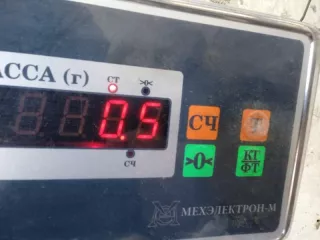 АССА (г)
СТ >0<
0.5
СЧ
СЧ
>0< КГ
ФТ
МЕХЭЛЕКТРОН-М